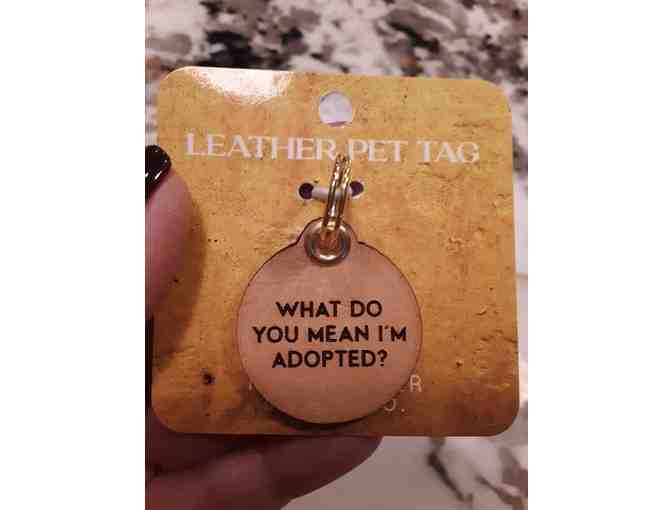 LEATHER PET TAG
WHAT DO
YOU MEAN I'M
ADOPTED?